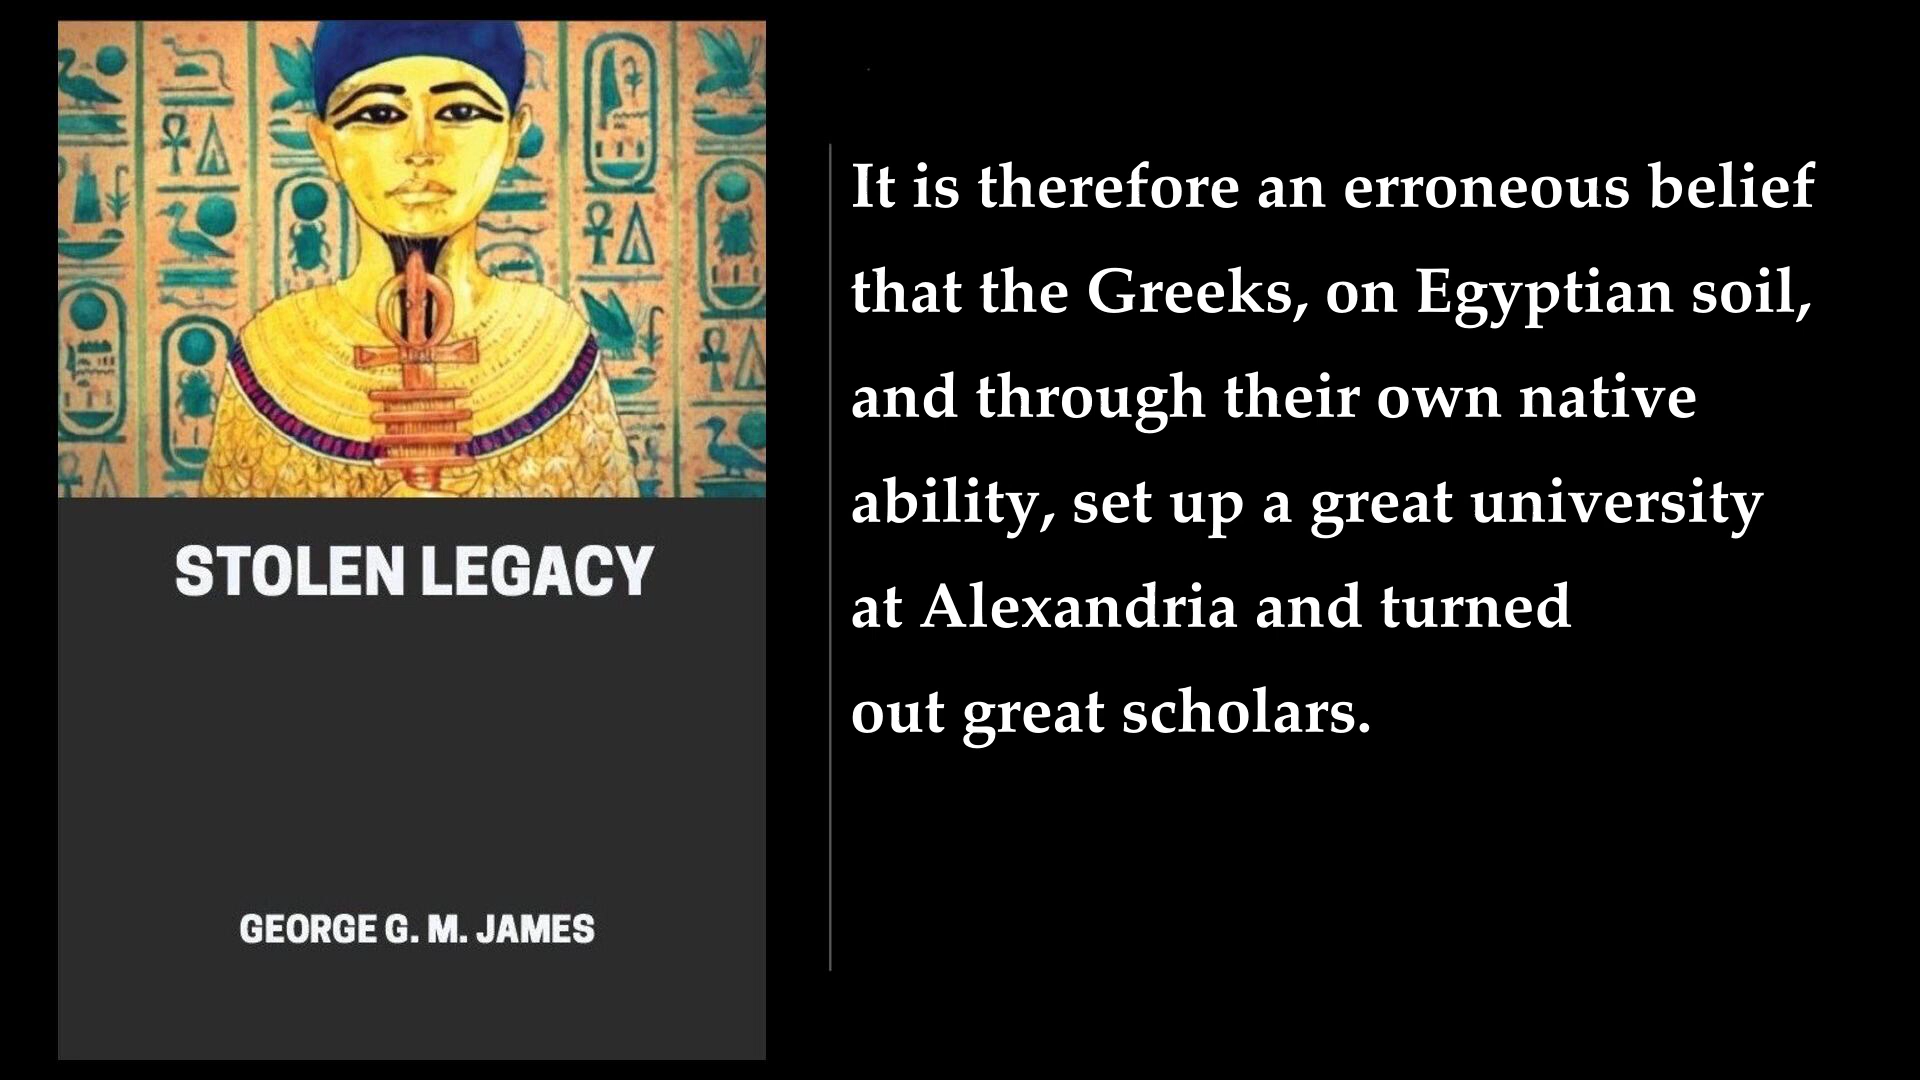 STOLEN LEGACY
GEORGE G. M. JAMES
It is therefore an erroneous belief
that the Greeks, on Egyptian soil,
and through their own native
ability, set up a great university
at Alexandria and turned
out great scholars.